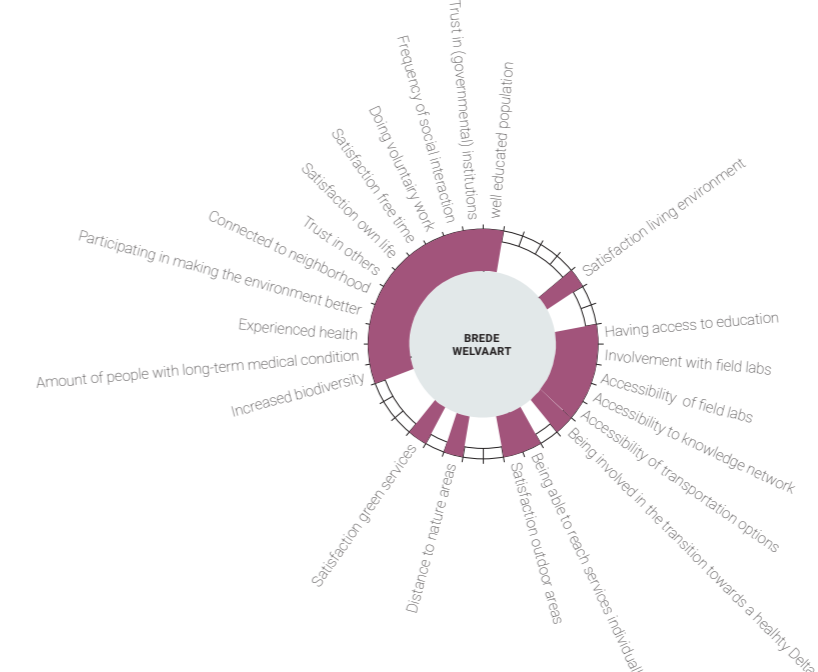 BREDE
WELVAART
Trust in (governmental) institutions
well educated population
Satisfaction living environment
Having access to education
Involvement with field labs
Accessibility of field labs
Accessibility to knowledge network
Accessibility of transportation options
Being involved in the transition towards a healhty Delta
Being able to reach services individuall
Satisfaction outdoor areas
Distance to nature areas
Satisfaction green services
Increased biodiversity
Amount of people with long-term medical condition
Experienced health
Participating in making the environment better
Connected to neighborhood
Trust in others
Satisfaction own life
Satisfaction free time
Doing voluntairy work
Frequency of social interaction